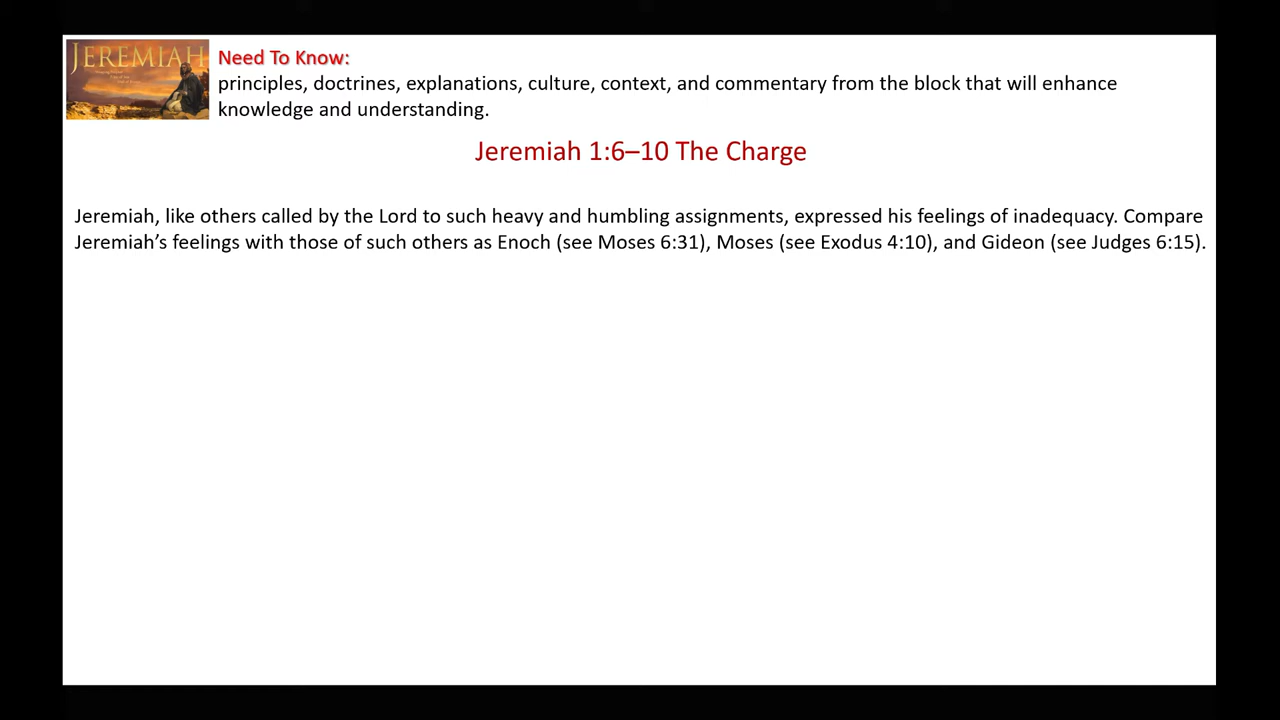 JEREMIAH
Need To Know:
principles, doctrines, explanations, culture, context, and commentary from the block that will enhance
knowledge and understanding.
Jeremiah 1:6–10 The Charge
Jeremiah, like others called by the Lord to such heavy and humbling assignments, expressed his feelings of inadequacy. Compare
Jeremiah’s feelings with those of such others as Enoch (see Moses 6:31), Moses (see Exodus 4:10), and Gideon (see Judges 6:15).